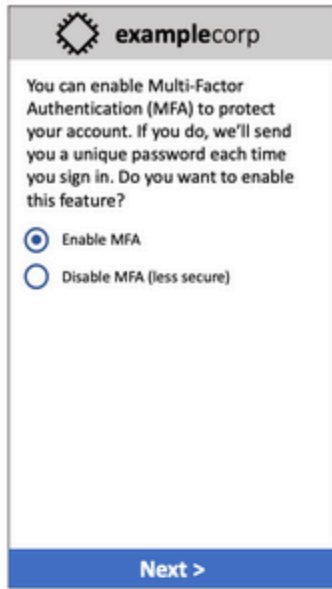 examplecorp
You can enable Multi-Factor
Authentication (MFA) to protect
your account. If you do, we'll send
you a unique password each time
you sign in. Do you want to enable
this feature?
Enable MFA
Disable MFA (less secure)
Next >